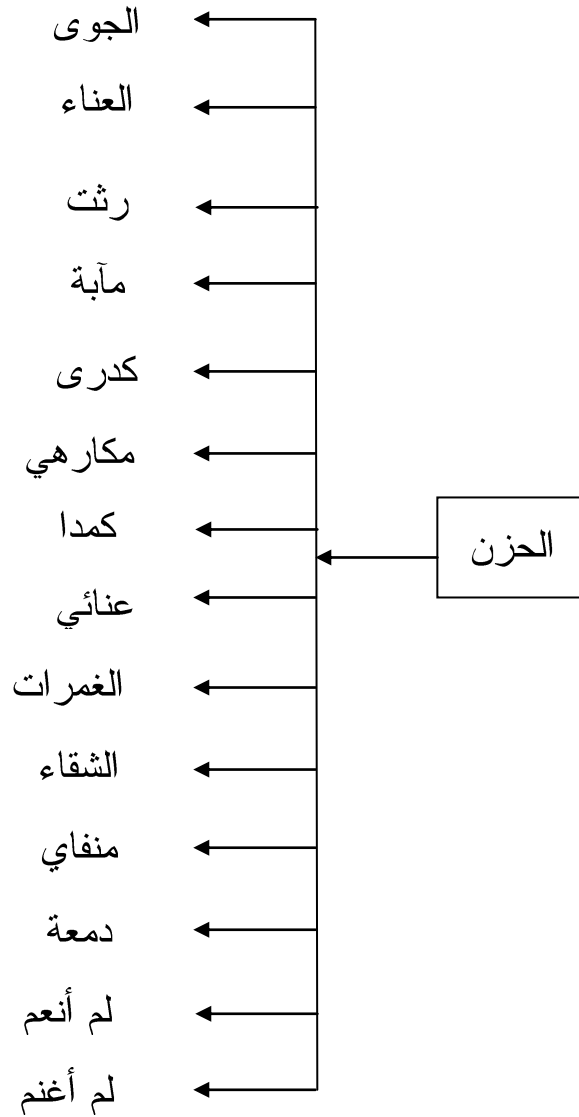 الحزن
الجوى
العناء
رثت
مآبة
كدرى
مكارهي
كمدا
عنائي
الغمرات
الشقاء
منفاي
دمعة
لم أنعم
لم أغنم